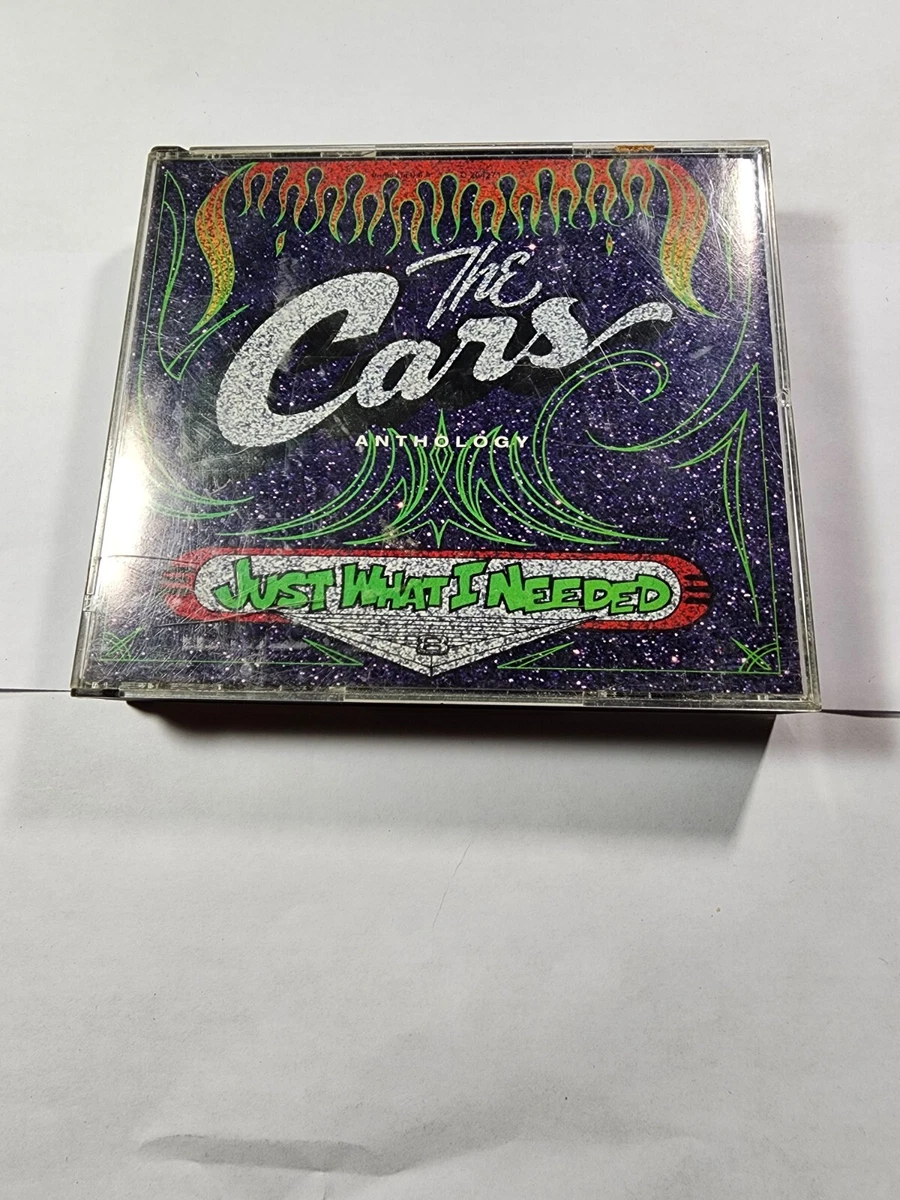 The
Cars
ANTHOLOGY
JUST WHAT I NEEDED